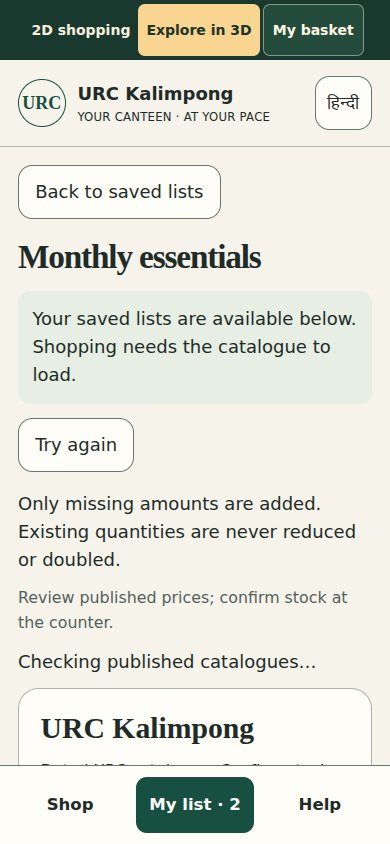 2D shopping
Explore in 3D
My basket
URC
URC Kalimpong
YOUR CANTEEN · AT YOUR PACE
हिन्दी
Back to saved lists
Monthly essentials
Your saved lists are available below.
Shopping needs the catalogue to
load.
Try again
Only missing amounts are added.
Existing quantities are never reduced
or doubled.
Review published prices; confirm stock at
the counter.
Checking published catalogues…
URC Kalimpong
Shop
My list · 2
Help